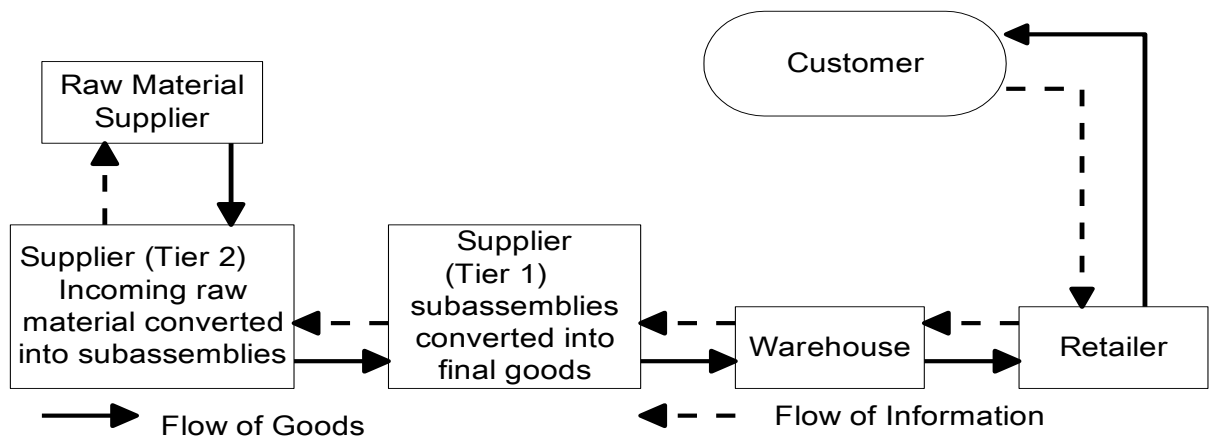 Raw Material
Supplier
Customer
Supplier (Tier 2)
Incoming raw
material converted
into subassemblies
Supplier
(Tier 1)
subassemblies
converted into
final goods
Warehouse
Retailer
Flow of Goods
Flow of Information